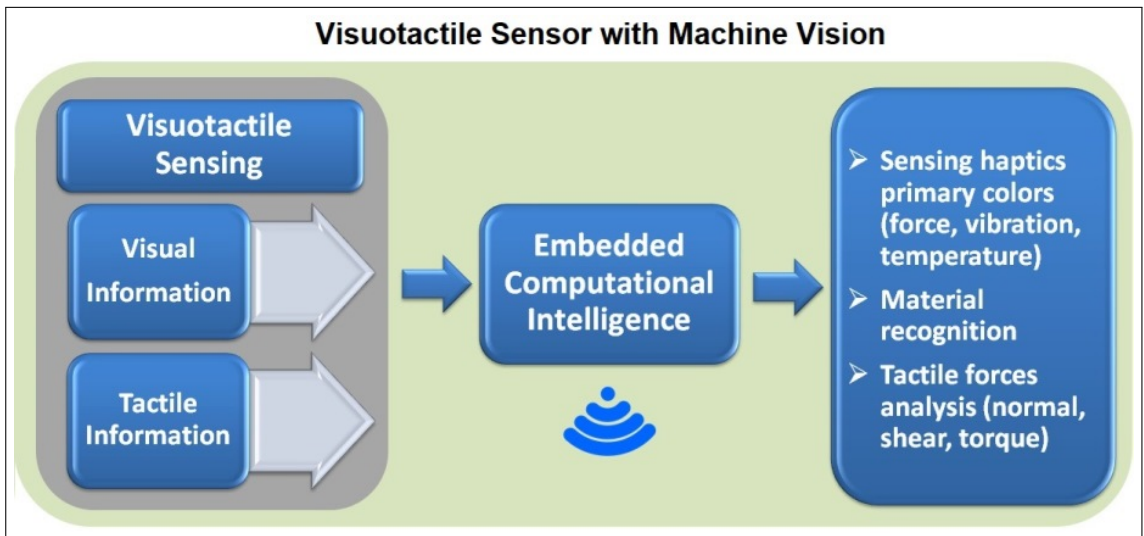 Visuotactile Sensor with Machine Vision
Visuotactile
Sensing
Visual
Information
Tactile
Information
Embedded
Computational
Intelligence
➢ Sensing haptics
primary colors
(force, vibration,
temperature)
➢ Material
recognition
➢ Tactile forces
analysis (normal,
shear, torque)